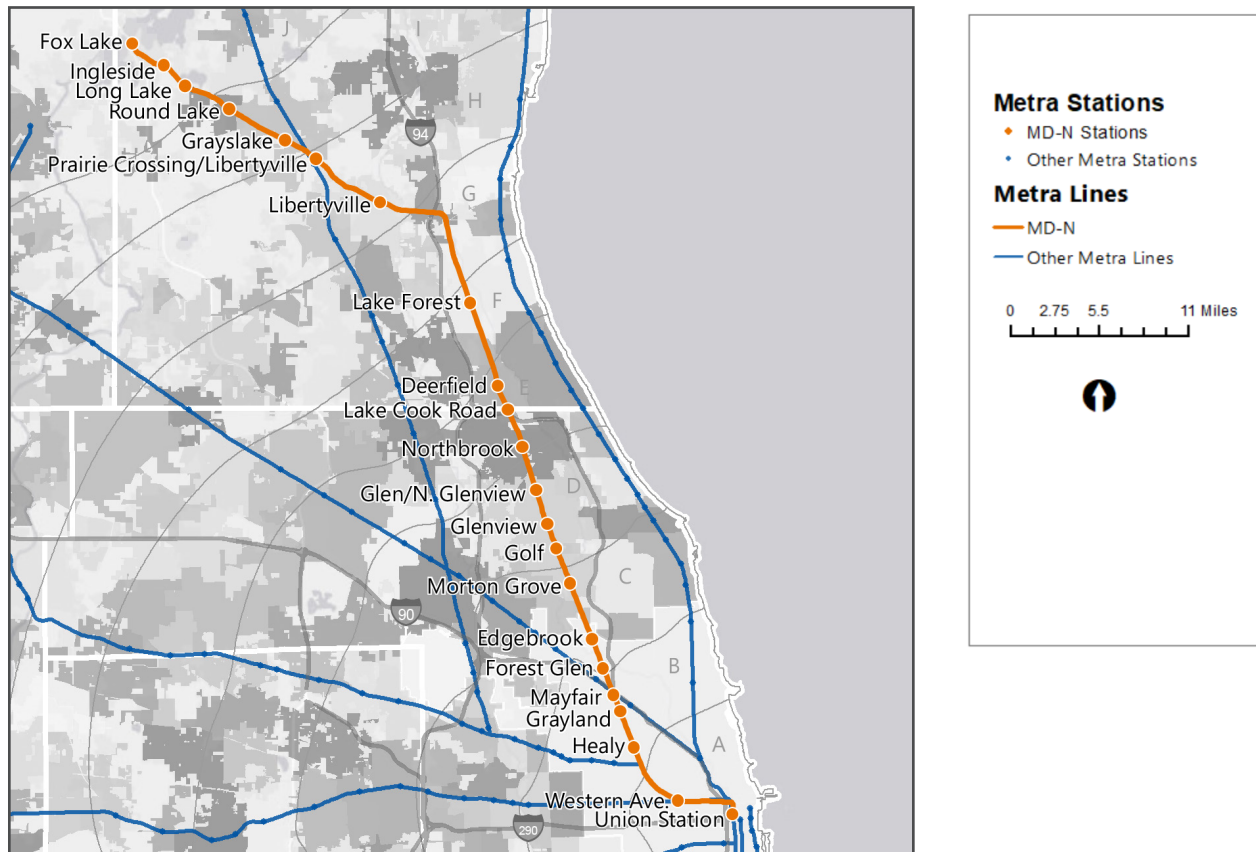 J
I
Fox Lake
Ingleside
Long Lake
H
Round Lake
94
Grayslake
Prairie Crossing/Libertyville
G
Libertyville
Lake Forest
F
Deerfield
E
Lake Cook Road
Northbrook
Glen/N. Glenview
D
Glenview
Golf
Morton Grove
C
90
Edgebrook
Forest Glen
B
Mayfair
Grayland
Healy
A
Western Ave.
Union Station
290
Metra Stations
MD-N Stations
Other Metra Stations
Metra Lines
MD-N
Other Metra Lines
0 2.75 5.5 11 Miles